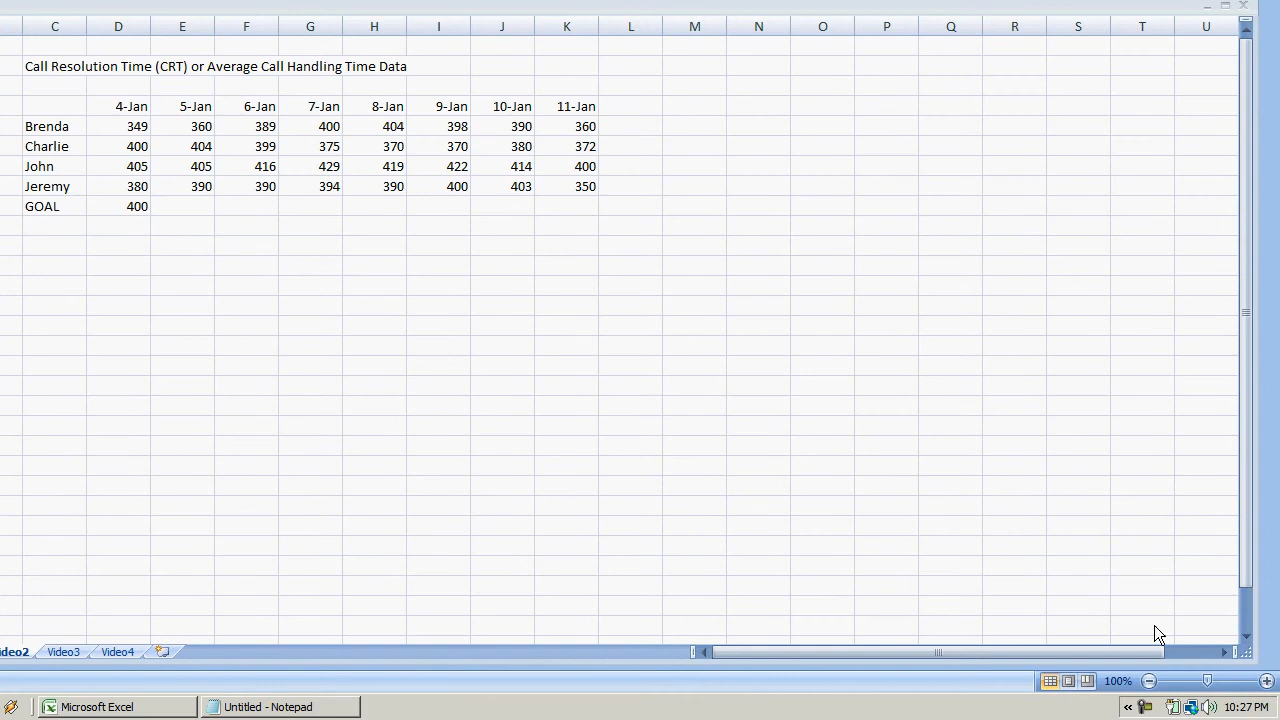 C D E F G H I J K L M N O P Q R S T U
Call Resolution Time (CRT) or Average Call Handling Time Data
4-Jan 5-Jan 6-Jan 7-Jan 8-Jan 9-Jan 10-Jan 11-Jan
Brenda 349 360 389 400 404 398 390 360
Charlie 400 404 399 375 370 370 380 372
John 405 405 416 429 419 422 414 400
Jeremy 380 390 390 394 390 400 403 350
GOAL 400
ideo2 Video3 Video4
100%
Microsoft Excel Untitled - Notepad 10:27 PM